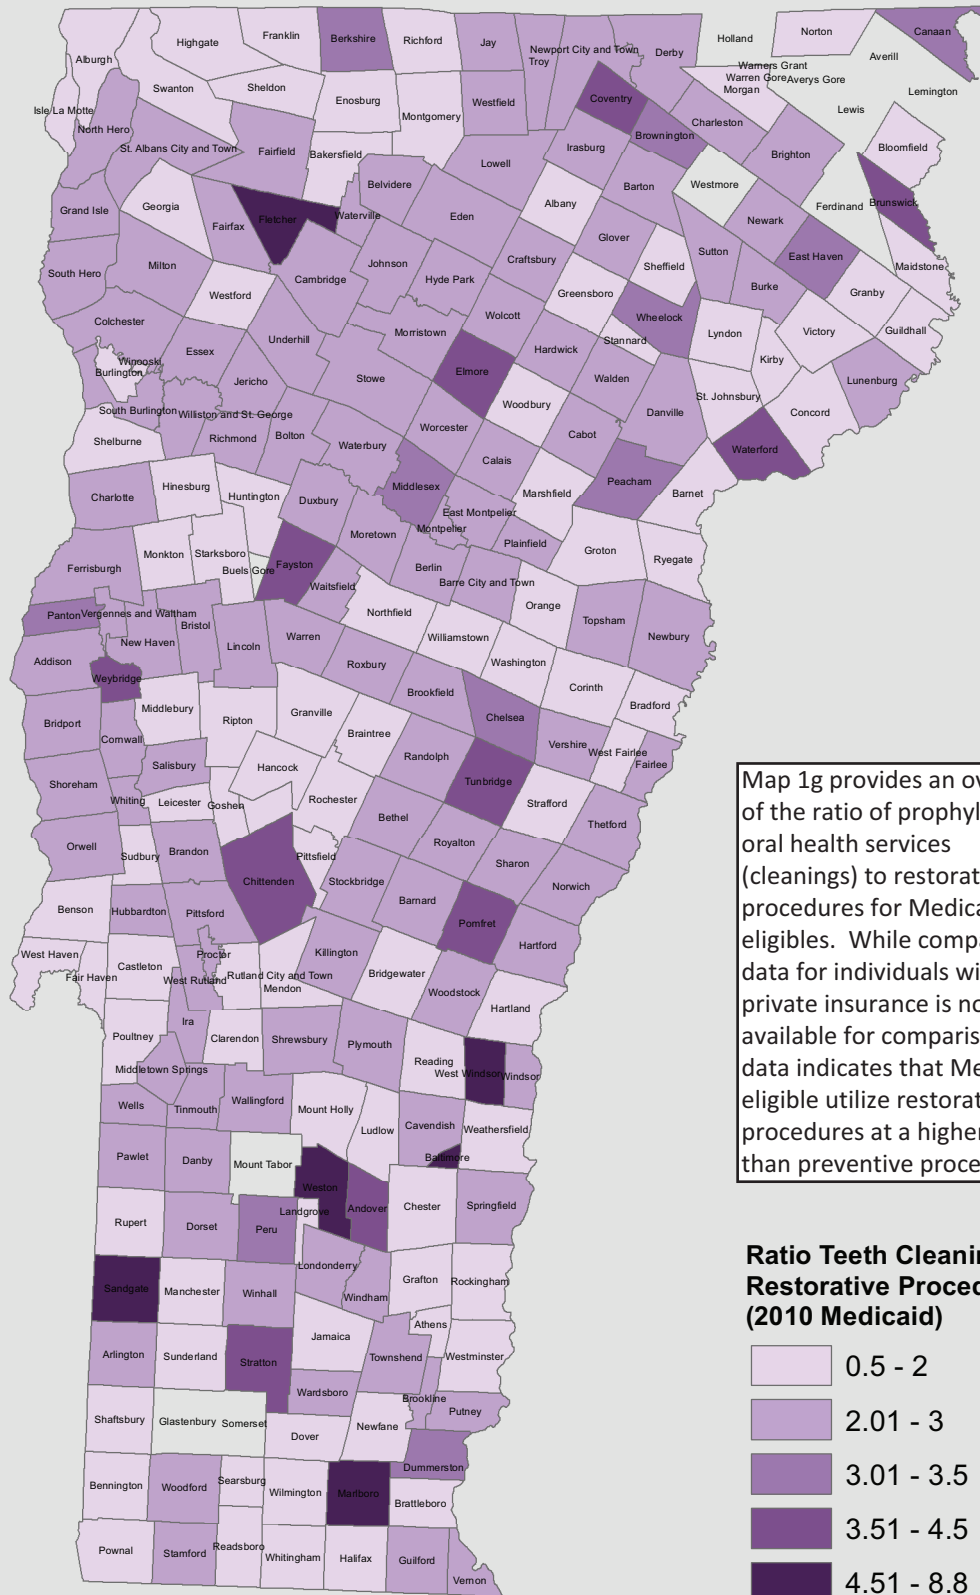 Alburgh
Highgate
Franklin
Berkshire
Richford
Jay
Newport City and Town
Troy
Derby
Holland
Norton
Canaan
Averill
Warners Grant
Warren Gore
Averys Gore
Morgan
Lewis
Lemington
Isle La Motte
Swanton
Sheldon
Enosburg
Montgomery
Westfield
Coventry
Brownington
Charleston
Brighton
Bloomfield
North Hero
St. Albans City and Town
Fairfield
Bakersfield
Lowell
Irasburg
Barton
Westmore
Ferdinand
Brunswick
Grand Isle
Georgia
Fairfax
Fletcher
Waterville
Belvidere
Eden
Albany
Glover
Newark
East Haven
Maidstone
South Hero
Milton
Westford
Cambridge
Johnson
Hyde Park
Craftsbury
Greensboro
Sheffield
Sutton
Burke
Granby
Guildhall
Colchester
Winooski
Burlington
Essex
Underhill
Jericho
Stowe
Morristown
Wolcott
Elmore
Hardwick
Stannard
Wheelock
Lyndon
Kirby
Victory
Lunenburg
South Burlington
Williston and St. George
Shelburne
Richmond
Bolton
Waterbury
Worcester
Woodbury
Walden
Danville
St. Johnsbury
Concord
Waterford
Cabot
Calais
Peacham
Barnet
Charlotte
Hinesburg
Huntington
Duxbury
Middlesex
East Montpelier
Montpelier
Marshfield
Moretown
Plainfield
Groton
Ryegate
Ferrisburgh
Monkton
Starksboro
Buels Gore
Fayston
Waitsfield
Berlin
Barre City and Town
Orange
Topsham
Newbury
Panton
Vergennes and Waltham
Bristol
New Haven
Lincoln
Warren
Northfield
Williamstown
Washington
Corinth
Bradford
Addison
Weybridge
Roxbury
Brookfield
Chelsea
Vershire
West Fairlee
Fairlee
Bridport
Cornwall
Middlebury
Ripton
Granville
Braintree
Randolph
Tunbridge
Strafford
Thetford
Shoreham
Salisbury
Whiting
Leicester
Goshen
Hancock
Rochester
Bethel
Royalton
Sharon
Norwich
Orwell
Sudbury
Brandon
Chittenden
Pittsfield
Stockbridge
Barnard
Pomfret
Hartford
Benson
Hubbardton
Pittsford
West Haven
Fair Haven
Castleton
Proctor
West Rutland
Rutland City and Town
Mendon
Killington
Bridgewater
Woodstock
Hartland
Poultney
Ira
Clarendon
Shrewsbury
Plymouth
Reading
West Windsor
Windsor
Middletown Springs
Wells
Tinmouth
Wallingford
Mount Holly
Ludlow
Cavendish
Weathersfield
Baltimore
Pawlet
Danby
Mount Tabor
Weston
Andover
Chester
Springfield
Landgrove
Rupert
Dorset
Peru
Londonderry
Windham
Grafton
Rockingham
Sandgate
Manchester
Winhall
Athens
Jamaica
Townshend
Westminster
Arlington
Sunderland
Stratton
Wardsboro
Brookline
Putney
Shaftsbury
Glastenbury
Somerset
Dover
Newfane
Dummerston
Bennington
Woodford
Searsburg
Wilmington
Marlboro
Brattleboro
Pownal
Stamford
Readsboro
Whitingham
Halifax
Guilford
Vernon
Map 1g provides an ov
of the ratio of prophyl
oral health services
(cleanings) to restorat
procedures for Medica
eligibles. While compa
data for individuals wi
private insurance is no
available for comparis
data indicates that Me
eligible utilize restorat
procedures at a higher
than preventive proce
Ratio Teeth Cleanin
Restorative Proced
(2010 Medicaid)
0.5 - 2
2.01 - 3
3.01 - 3.5
3.51 - 4.5
4.51 - 8.8